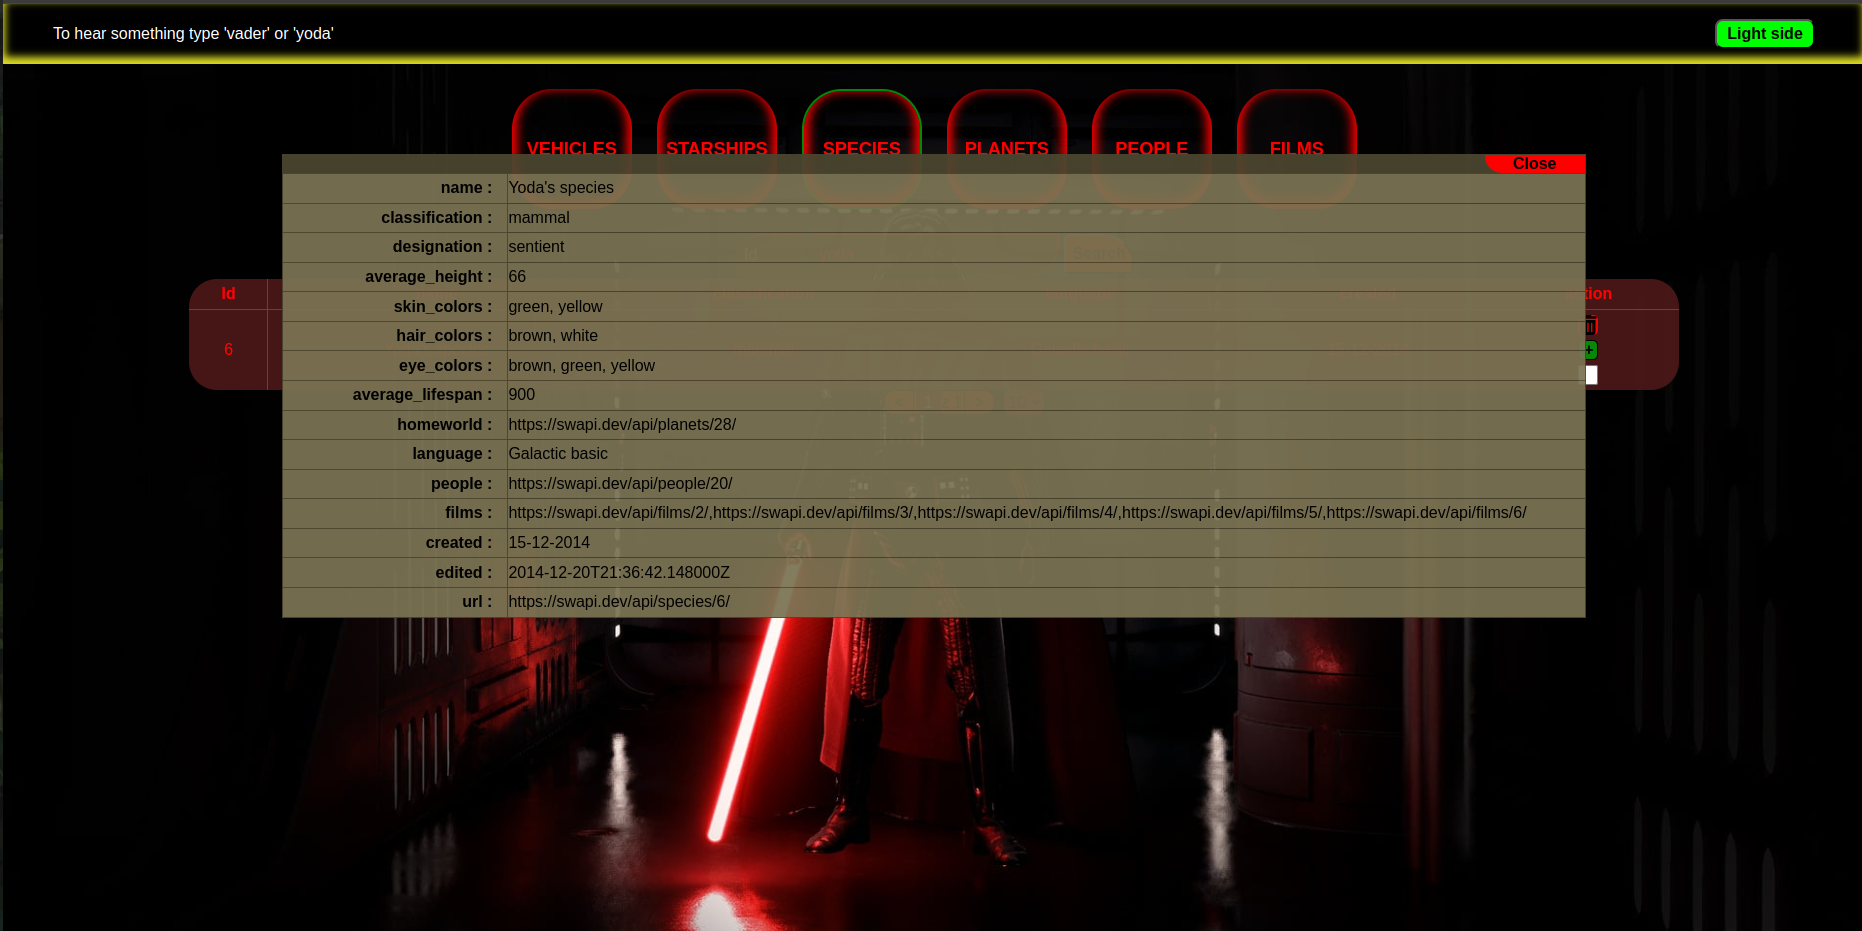 To hear something type 'vader' or 'yoda'
Light side
VEHICLES STARSHIPS SPECIES PLANETS PEOPLE FILMS
Close
name : Yoda's species
classification : mammal
designation : sentient
Id Search
average_height : 66
Id
skin_colors : green, yellow
hair_colors : brown, white
6
eye_colors : brown, green, yellow
average_lifespan : 900
homeworld : https://swapi.dev/api/planets/28/
language : Galactic basic
people : https://swapi.dev/api/people/20/
films : https://swapi.dev/api/films/2/,https://swapi.dev/api/films/3/,https://swapi.dev/api/films/4/,https://swapi.dev/api/films/5/,https://swapi.dev/api/films/6/
created : 15-12-2014
edited : 2014-12-20T21:36:42.148000Z
url : https://swapi.dev/api/species/6/